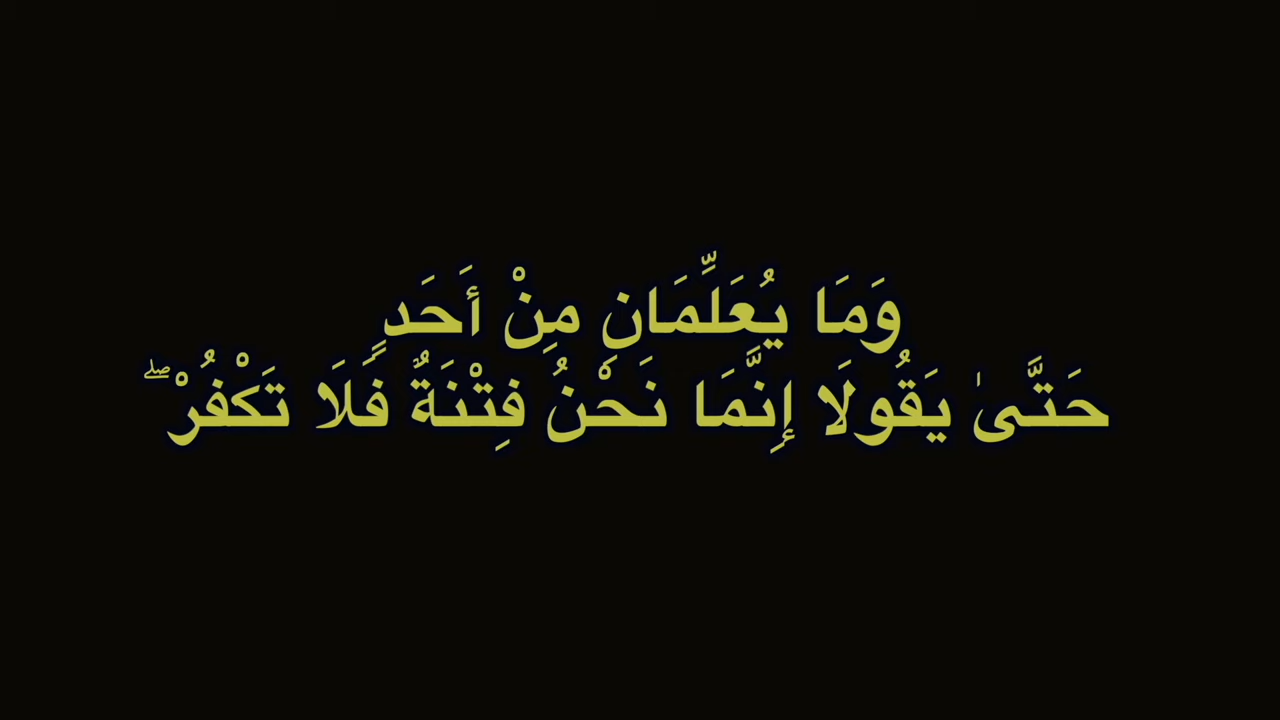 وَمَا يُعَلِّمَانِ مِنْ أَحَدٍ
حَتَّىٰ يَقُولَا إِنَّمَا نَحْنُ فِتْنَةٌ فَلَا تَكْفُرْ ۖ